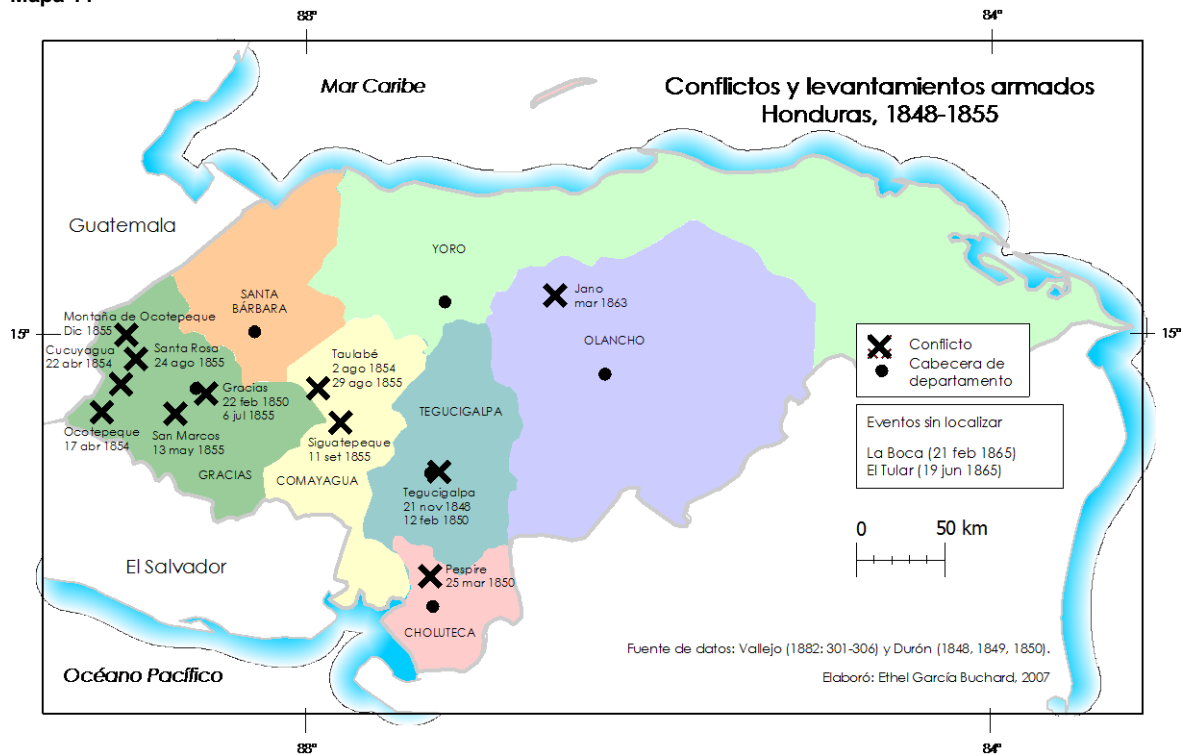 Mapa 11
88º
84º
Mar Caribe
Conflictos y levantamientos armados
Honduras, 1848-1855
Guatemala
YORO
SANTA
BÁRBARA
Jano
mar 1863
OLANCHO
Montaña de Ocotepeque
Dic 1855
15º
15º
Cucuyagua
22 abr 1854
Santa Rosa
24 ago 1855
Taulabé
2 ago 1854
29 ago 1855
Gracias
22 feb 1850
6 jul 1855
TEGUCIGALPA
Ocotepeque
17 abr 1854
San Marcos
13 may 1855
Siguatepeque
11 set 1855
GRACIAS
COMAYAGUA
Tegucigalpa
21 nov 1848
12 feb 1850
Conflicto
Cabecera de
departamento
Eventos sin localizar
La Boca (21 feb 1865)
El Tular (19 jun 1865)
0 50 km
El Salvador
Pespire
25 mar 1850
CHOLUTECA
Océano Pacífico
Fuente de datos: Vallejo (1882: 301-306) y Durón (1848, 1849, 1850).
Elaboró: Ethel García Buchard, 2007
88º
84º